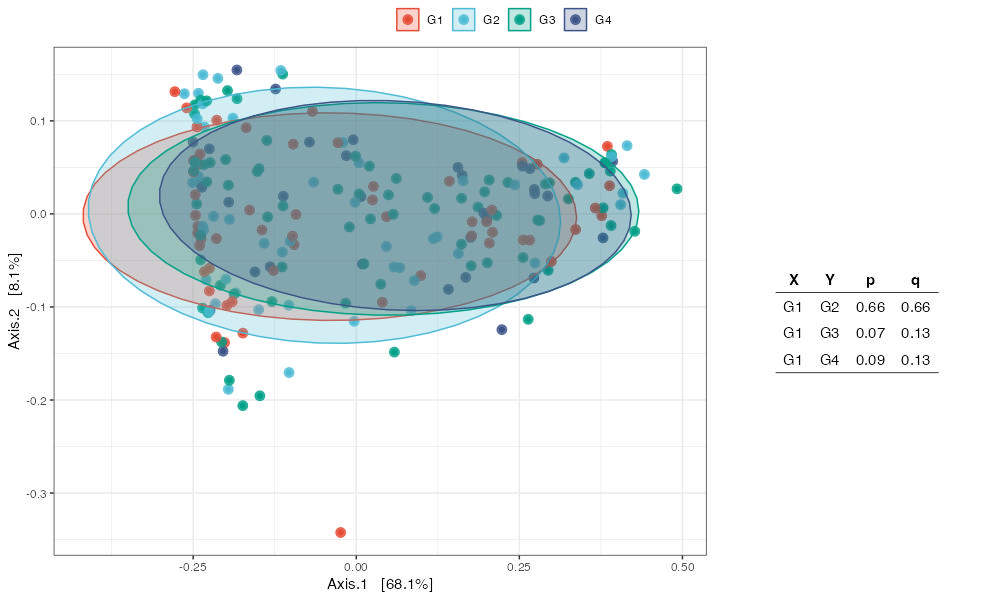 G1 G2 G3 G4
0.1
0.0
-0.1
-0.2
-0.3
Axis.2 [8.1%]
-0.25 0.00 0.25 0.50
Axis.1 [68.1%]
X Y p q
G1 G2 0.66 0.66
G1 G3 0.07 0.13
G1 G4 0.09 0.13